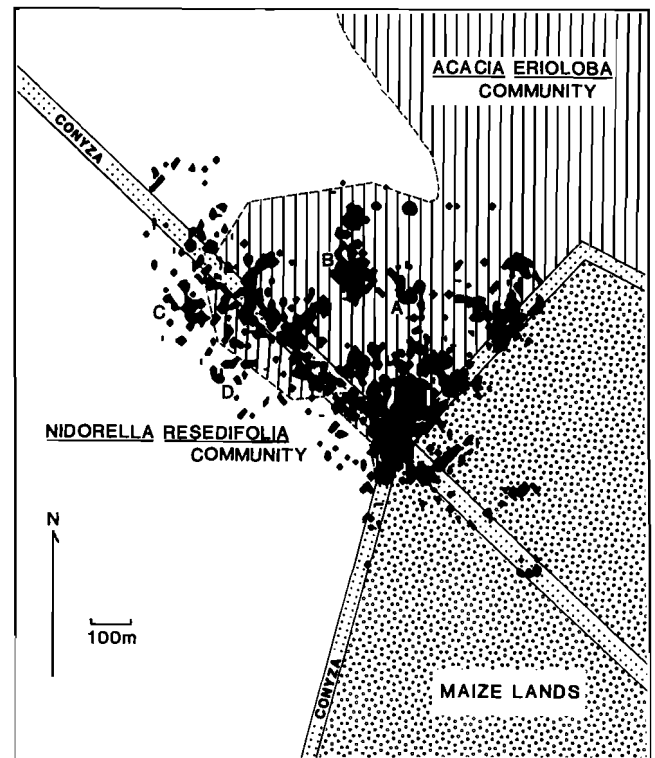 ACACIA ERIOLOBA
COMMUNITY
CONYZA
B
A
C
D
NIDORELLA RESEDIFOLIA
COMMUNITY
N
100m
CONYZA
MAIZE LANDS